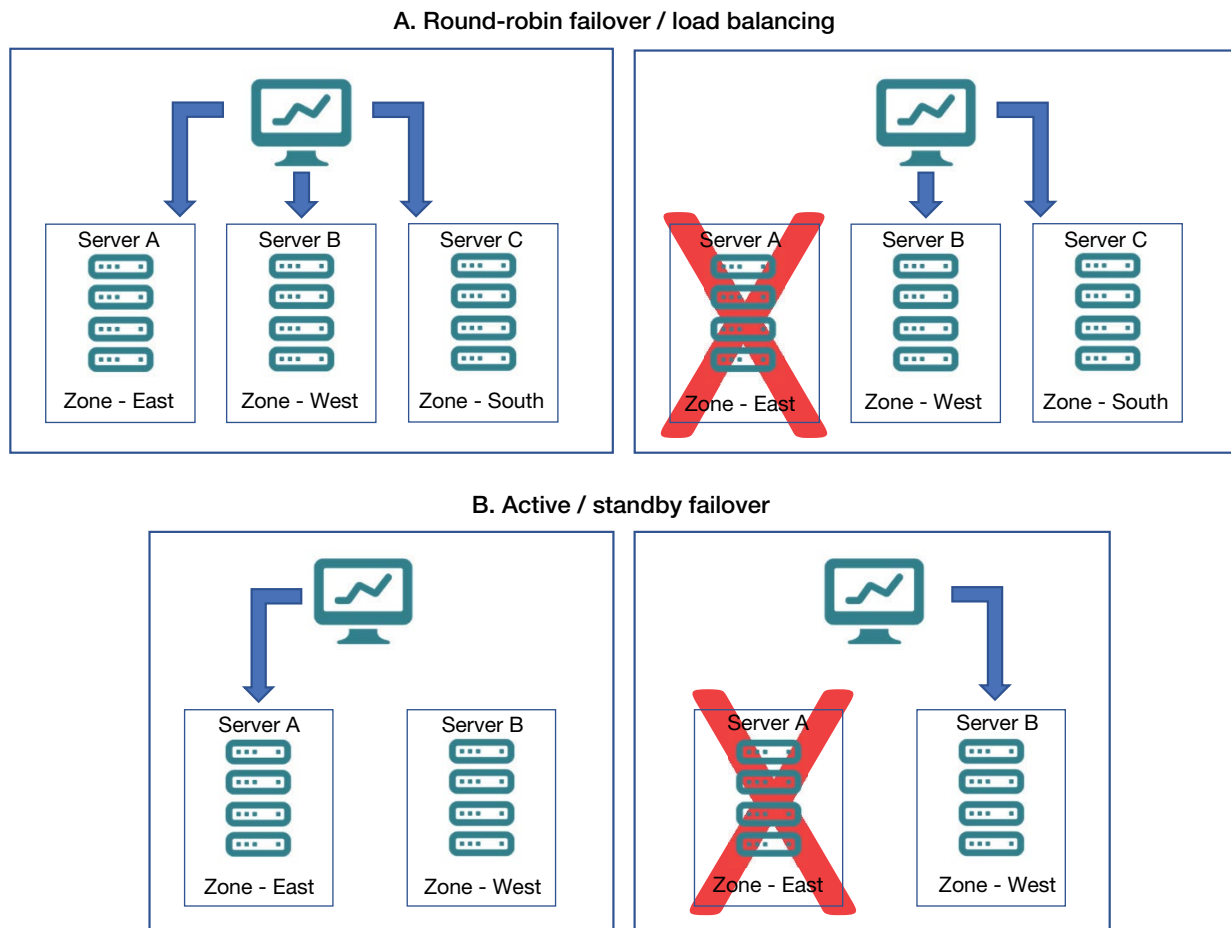 A. Round-robin failover / load balancing
Server A
Server B
Server C
Zone - East
Zone - West
Zone - South
Server A
Server B
Server C
Zone - East
Zone - West
Zone - South
B. Active / standby failover
Server A
Server B
Zone - East
Zone - West
Server A
Server B
Zone - East
Zone - West